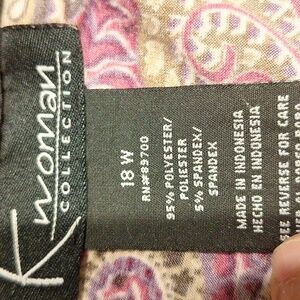 K
woman
COLLECTION
18 W
RN#83700
95% POLYESTER/
POLIESTER
5% SPANDEX/
SPANDEX
MADE IN INDONESIA
HECHO EN INDONESIA
SEE REVERSE FOR CARE